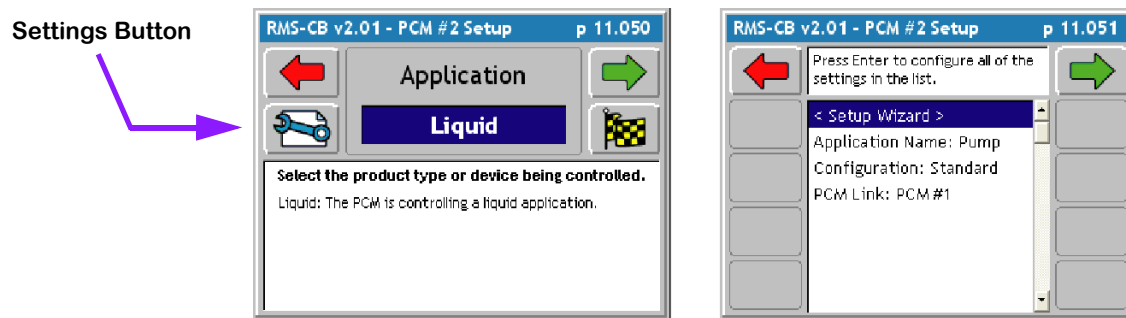 Settings Button
RMS-CB v2.01 - PCM #2 Setup p 11.050
Application
Liquid
Select the product type or device being controlled.
Liquid: The PCM is controlling a liquid application.
RMS-CB v2.01 - PCM #2 Setup p 11.051
Press Enter to configure all of the
settings in the list.
< Setup Wizard >
Application Name: Pump
Configuration: Standard
PCM Link: PCM #1